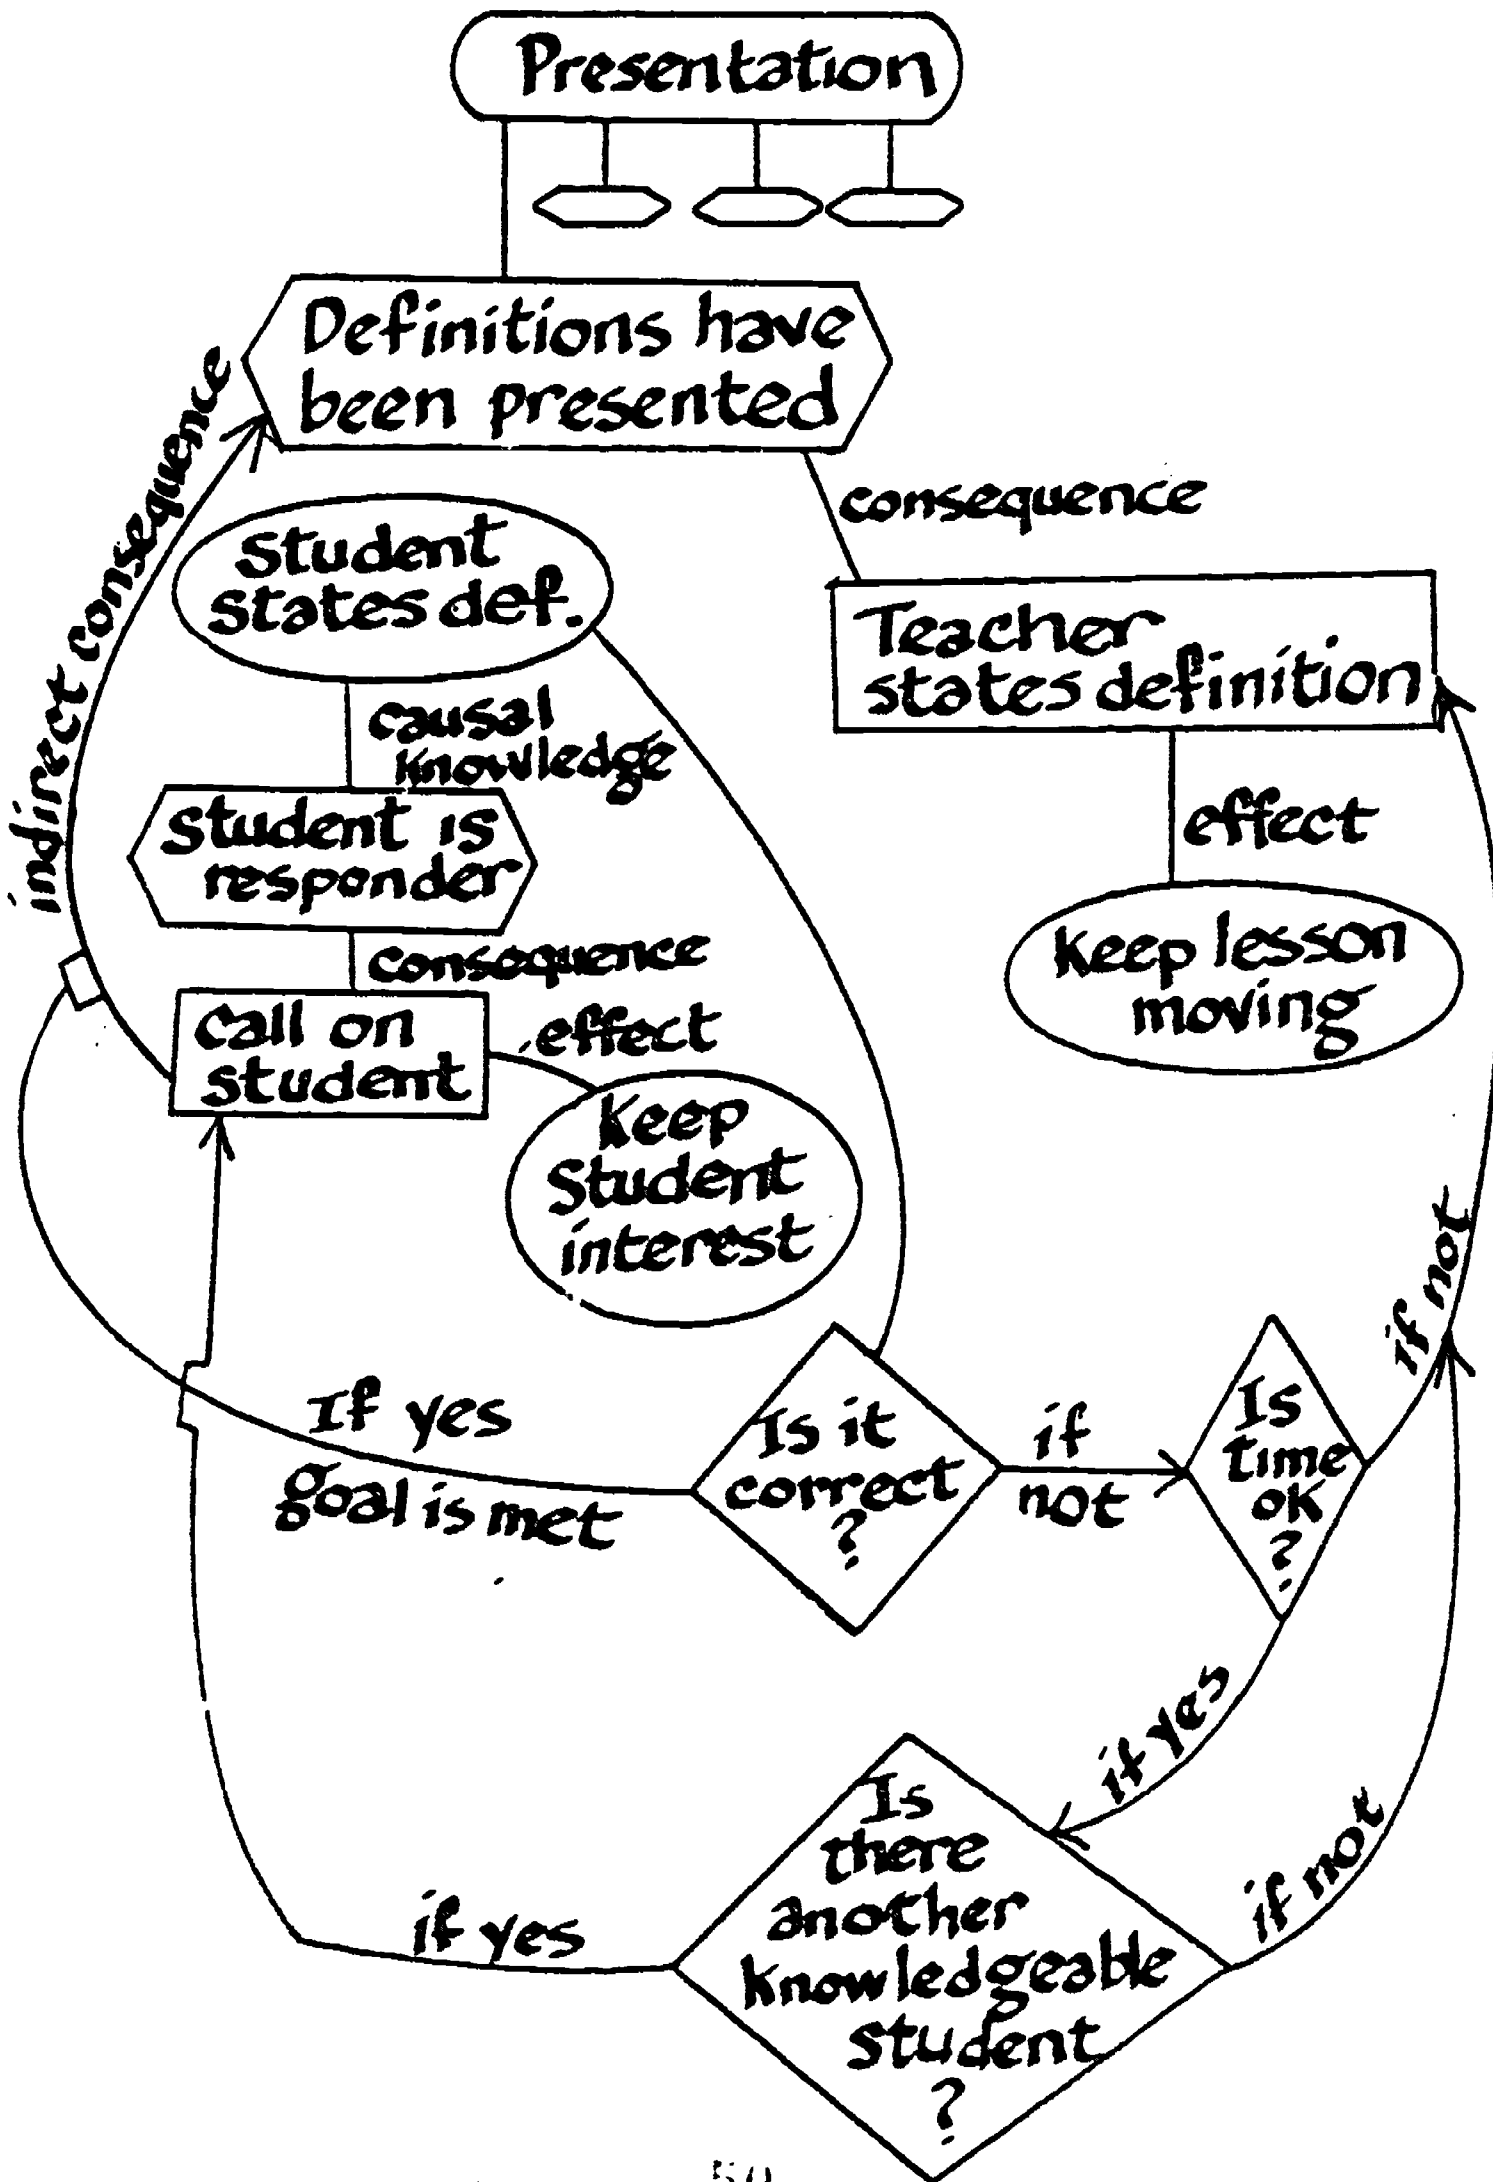 Presentation
Definitions have
been presented
consequence
indirect consequence
Student
states def.
Teacher
states definition
causal
knowledge
Student is
responder
effect
consequence
Keep lesson
moving
Call on
student
effect
Keep
Student
interest
if not
If yes
goal is met
Is it
correct
?
if
not
Is
time
OK
?
if yes
Is
there
another
knowledgeable
student
?
if yes
if not